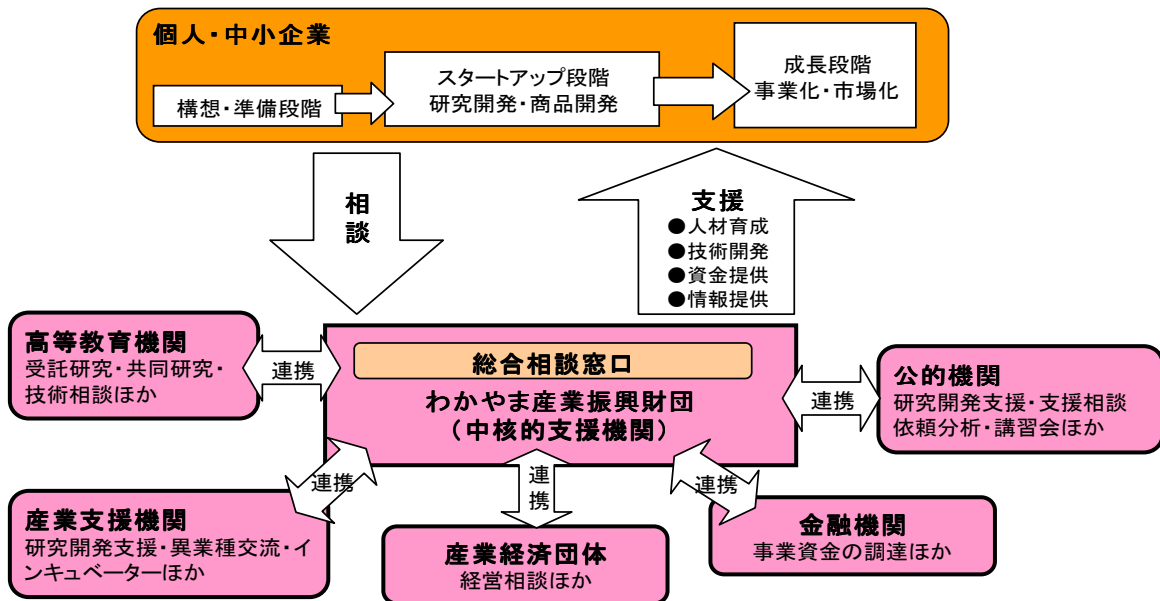 個人・中小企業
構想・準備段階
スタートアップ段階
研究開発・商品開発
成長段階
事業化・市場化
相
談
支援
●人材育成
●技術開発
●資金提供
●情報提供
高等教育機関
受託研究・共同研究・
技術相談ほか
連携
総合相談窓口
わかやま産業振興財団
（中核的支援機関）
連携
公的機関
研究開発支援・支援相談
依頼分析・講習会ほか
連携
産業支援機関
研究開発支援・異業種交流・イ
ンキュベーターほか
連
携
産業経済団体
経営相談ほか
連携
金融機関
事業資金の調達ほか